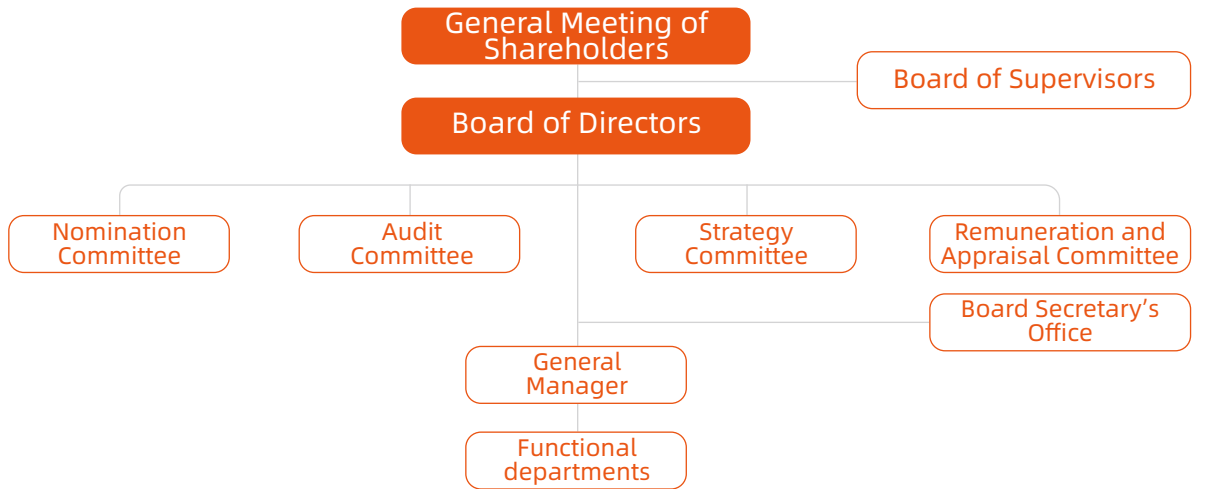 General Meeting of
Shareholders
Board of Supervisors
Board of Directors
Nomination
Committee
Audit
Committee
Strategy
Committee
Remuneration and
Appraisal Committee
Board Secretary’s
Office
General
Manager
Functional
departments